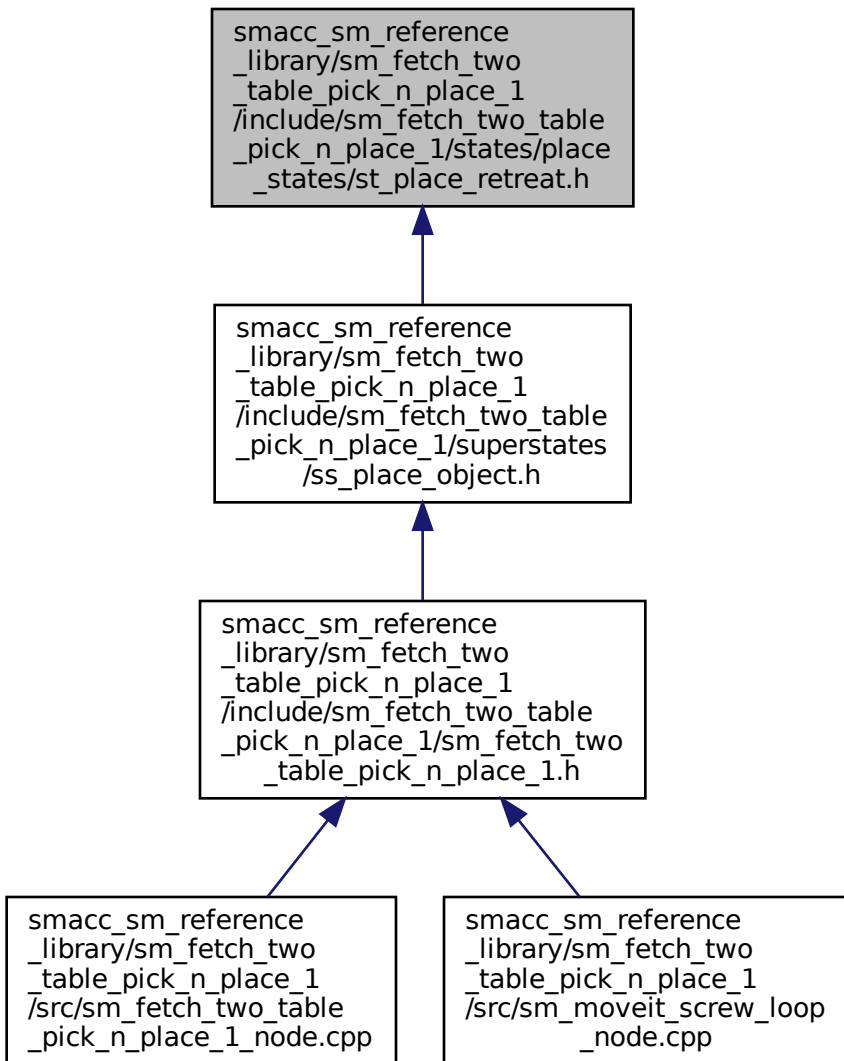 smacc_sm_reference
_library/sm_fetch_two
_table_pick_n_place_1
/include/sm_fetch_two_table
_pick_n_place_1/states/place
_states/st_place_retreat.h
smacc_sm_reference
_library/sm_fetch_two
_table_pick_n_place_1
/include/sm_fetch_two_table
_pick_n_place_1/superstates
/ss_place_object.h
smacc_sm_reference
_library/sm_fetch_two
_table_pick_n_place_1
/include/sm_fetch_two_table
_pick_n_place_1/sm_fetch_two
_table_pick_n_place_1.h
smacc_sm_reference
_library/sm_fetch_two
_table_pick_n_place_1
/src/sm_fetch_two_table
_pick_n_place_1_node.cpp
smacc_sm_reference
_library/sm_fetch_two
_table_pick_n_place_1
/src/sm_moveit_screw_loop
_node.cpp